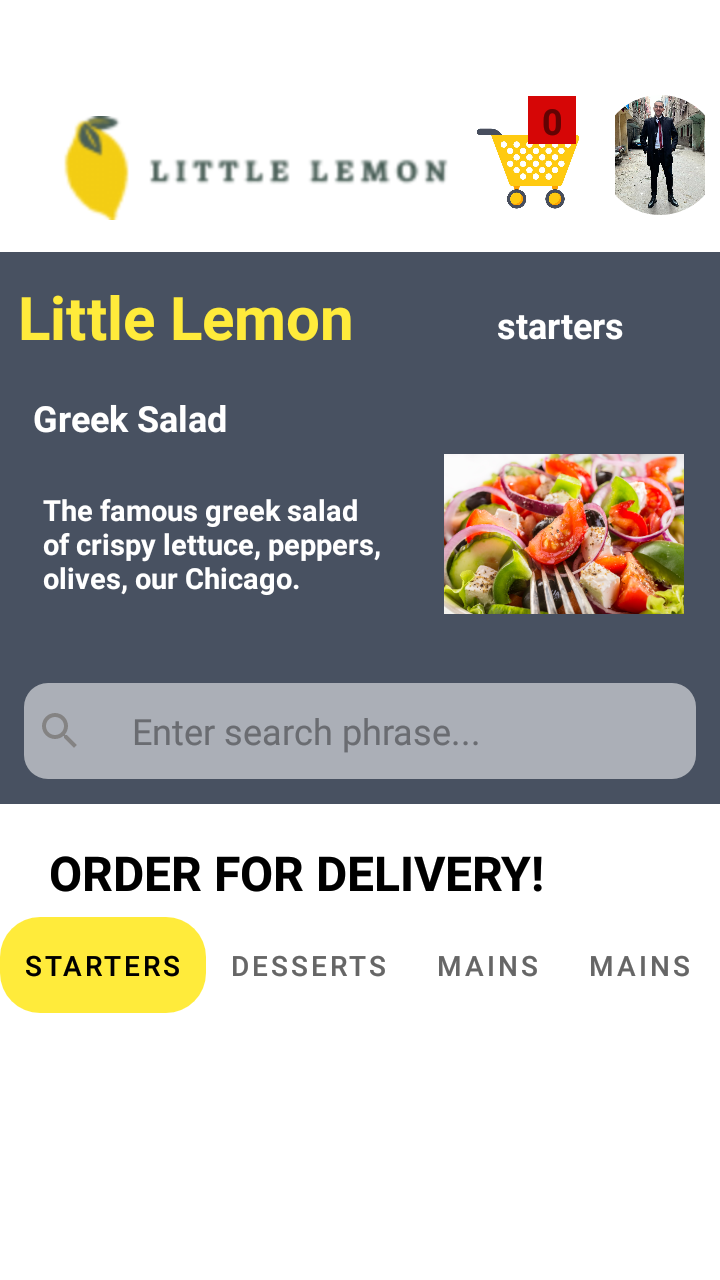 LITTLE LEMON
0
Little Lemon
starters
Greek Salad
The famous greek salad
of crispy lettuce, peppers,
olives, our Chicago.
Enter search phrase...
ORDER FOR DELIVERY!
STARTERS DESSERTS MAINS MAINS